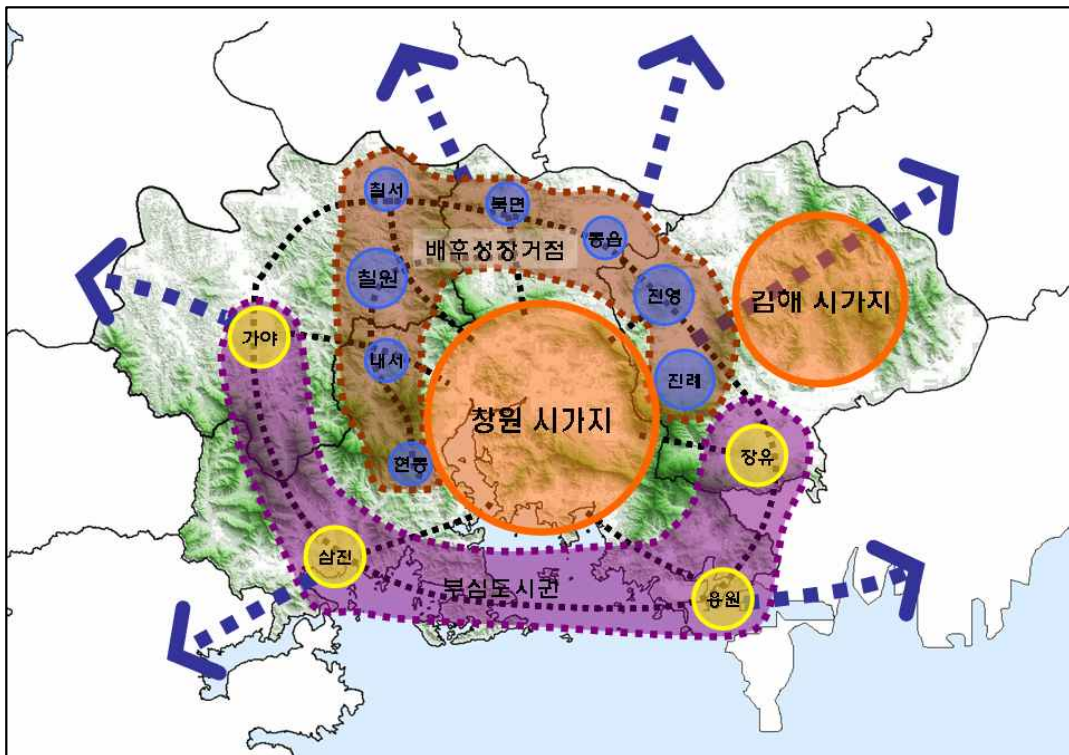 칠서
북면
동읍
배후성장거점
칠원
진영
김해 시가지
가야
내서
진례
창원 시가지
장유
현동
삼진
부심도시권
용원